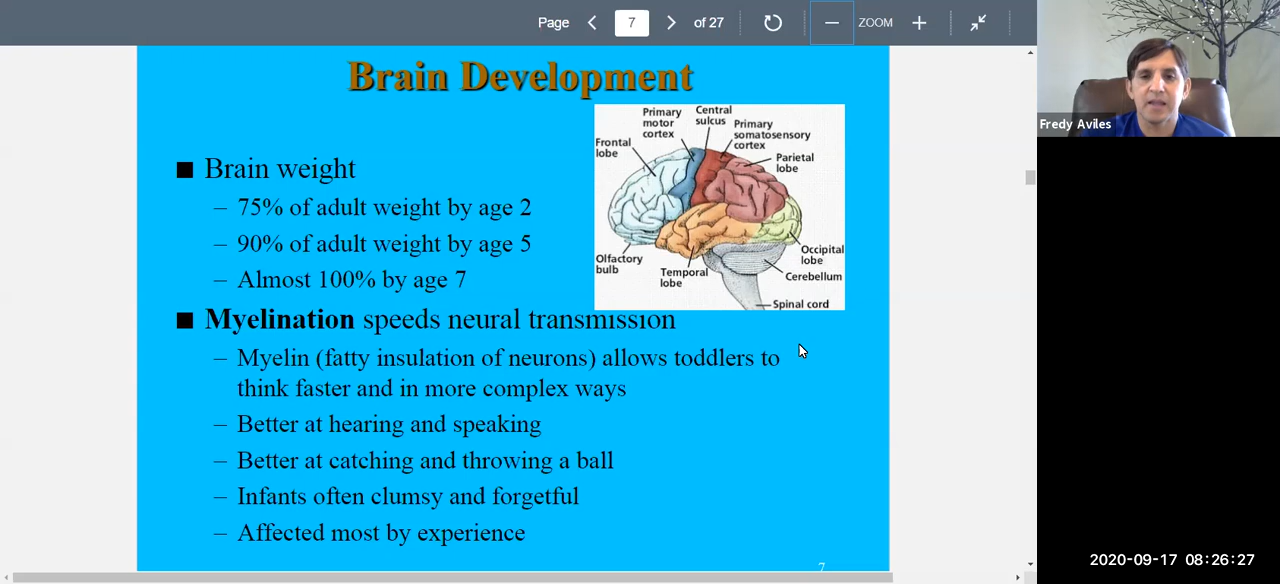 Page 7 of 27 ZOOM
Brain Development
Primary motor cortex
Central sulcus
Primary somatosensory cortex
Frontal lobe
Parietal lobe
Olfactory bulb
Temporal lobe
Occipital lobe
Cerebellum
Spinal cord
■ Brain weight
– 75% of adult weight by age 2
– 90% of adult weight by age 5
– Almost 100% by age 7
■ Myelination speeds neural transmission
– Myelin (fatty insulation of neurons) allows toddlers to
think faster and in more complex ways
– Better at hearing and speaking
– Better at catching and throwing a ball
– Infants often clumsy and forgetful
– Affected most by experience
7
Fredy Aviles
2020-09-17 08:26:27